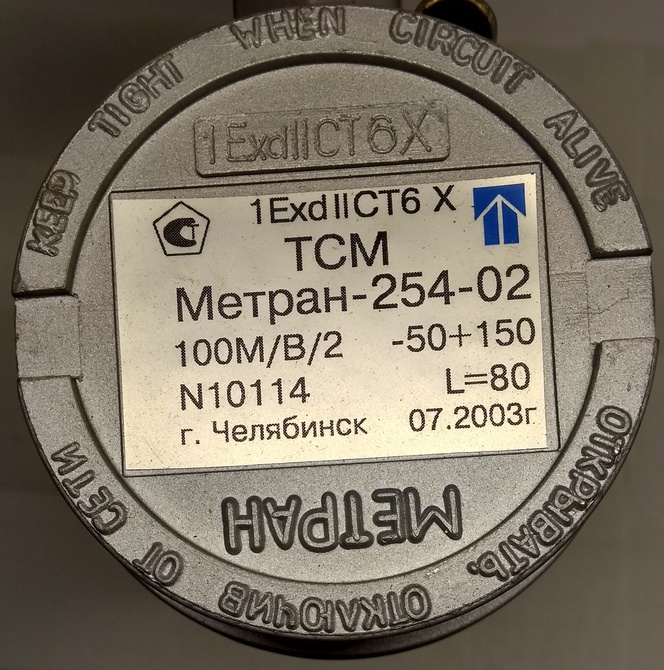 KEEP TIGHT WHEN CIRCUIT ALIVE
1ExdIICT6X
1ExdIICT6 X
ТСМ
Метран-254-02
100М/В/2 -50+150
N10114 L=80
г. Челябинск 07.2003г
МЕТРАН
ОТКРЫВАТЬ, ОТКЛЮЧИВ ОТ СЕТИ